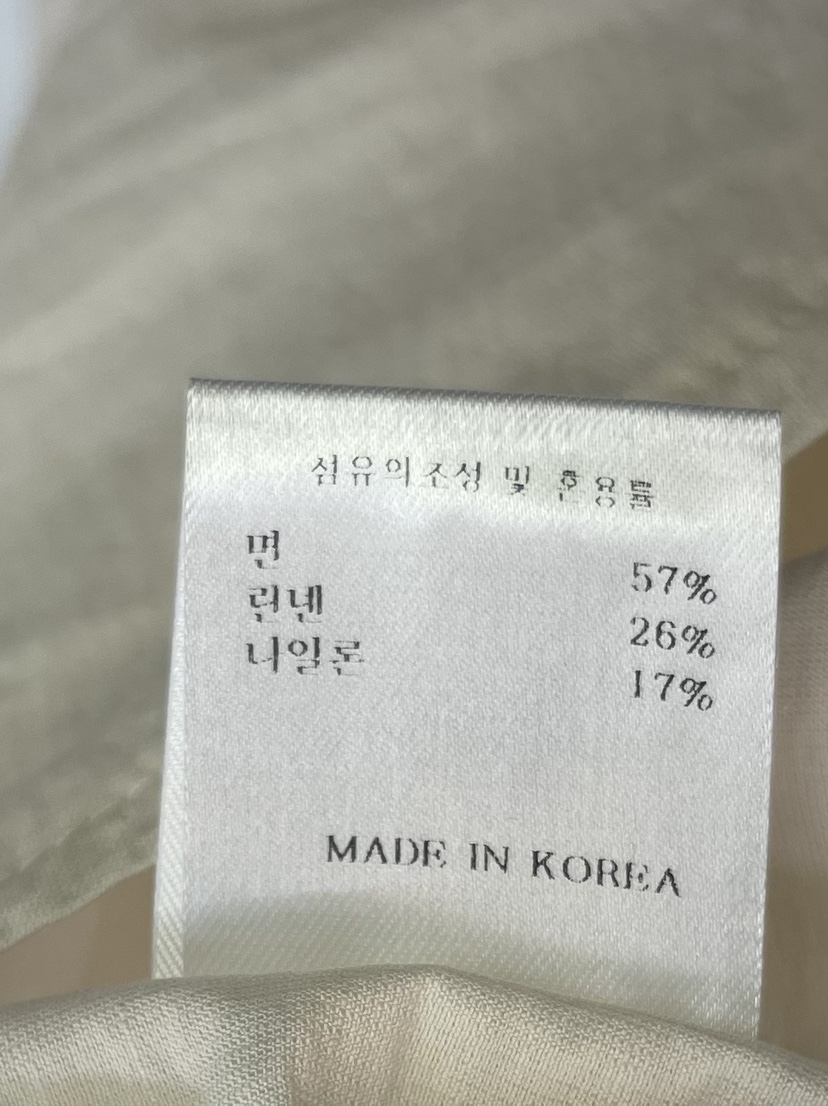 섬유의조성 및 혼용률
면 57%
린넨 26%
나일론 17%
MADE IN KOREA